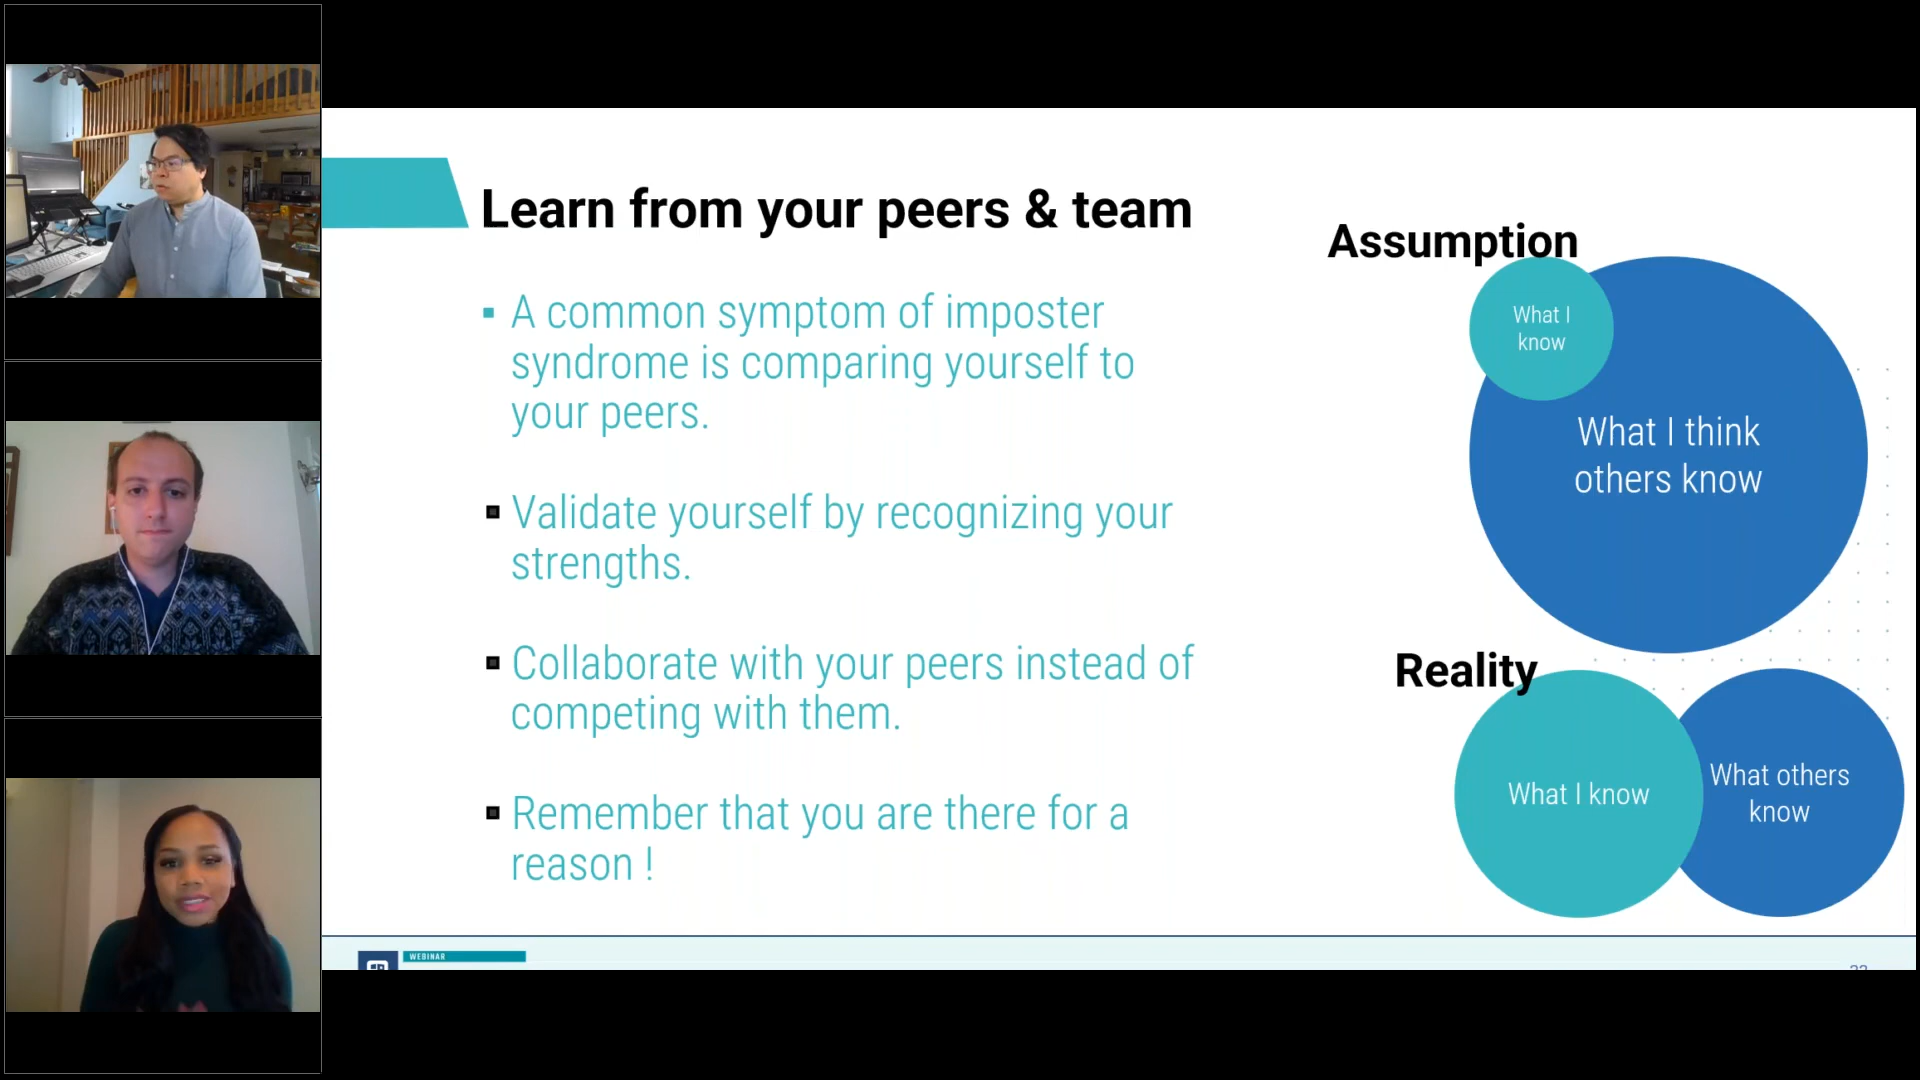 Learn from your peers & team
A common symptom of imposter
syndrome is comparing yourself to
your peers.
Validate yourself by recognizing your
strengths.
Collaborate with your peers instead of
competing with them.
Remember that you are there for a
reason !
Assumption
What I
know
What I think
others know
Reality
What I know
What others
know
WEBINAR